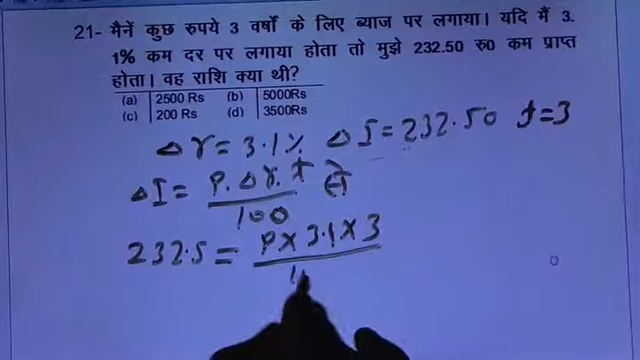 21- मैनें कुछ रुपये 3 वर्षो के लिए ब्याज पर लगाया। यदि मैं 3.
1% कम दर पर लगाया होता तो मुझे 232.50 रू0 कम प्राप्त
होता। वह राशि क्या थी?
(a) 2500 Rs (b) 5000Rs
(c) 200 Rs (d) 3500Rs
Δr = 3.1% ΔI = 232.50 t=3
ΔI = P.Δr.t
100
232.5 = P×3.1×3